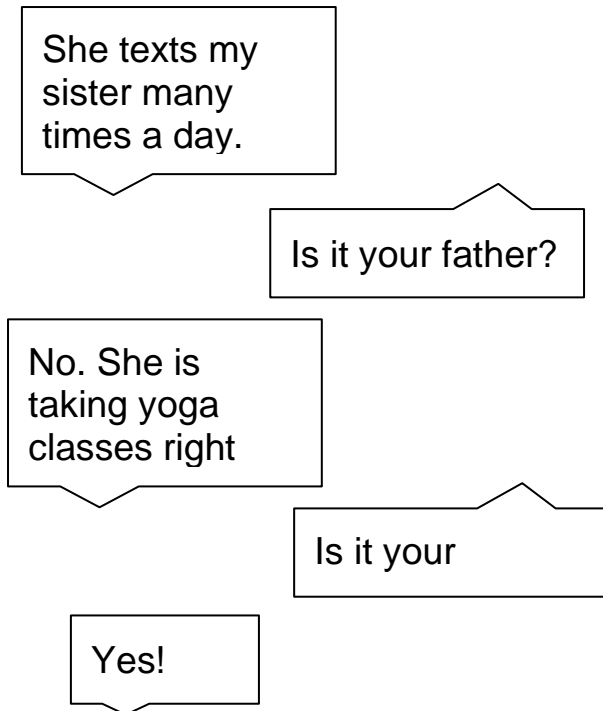 She texts my
sister many
times a day.
Is it your father?
No. She is
taking yoga
classes right
Is it your
Yes!